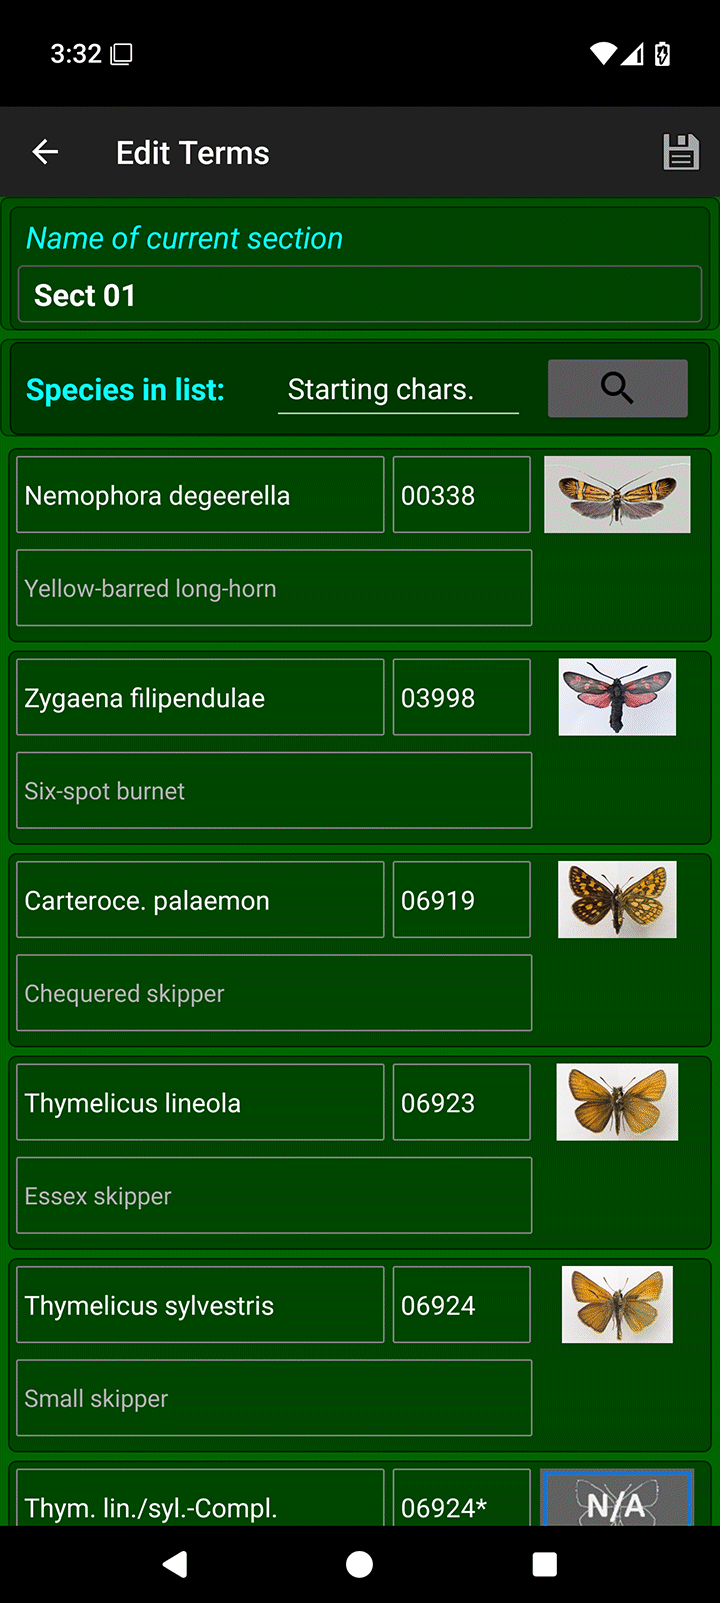 3:32
Edit Terms
Name of current section
Sect 01
Species in list: Starting chars.
Nemophora degeerella 00338
Yellow-barred long-horn
Zygaena filipendulae 03998
Six-spot burnet
Carteroce. palaemon 06919
Chequered skipper
Thymelicus lineola 06923
Essex skipper
Thymelicus sylvestris 06924
Small skipper
Thym. lin./syl.-Compl. 06924* N/A